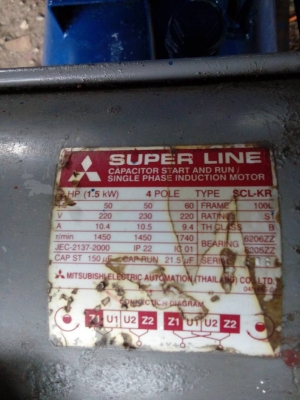 SUPER LINE
CAPACITOR START AND RUN
SINGLE PHASE INDUCTION MOTOR
HP (1.5 kW) 4 POLE TYPE SCL-KR
50 50 60 FRAME 100L
V 220 230 220 RATING S1
A 10.4 10.5 9.4 TH CLASS B
r/min 1450 1450 1740 BEARING 6206ZZ
JEC-2137-2000 IP 22 IC 01 6205ZZ
CAP ST 150 µF CAP RUN 21.5 µF SERIAL
MITSUBISHI ELECTRIC AUTOMATION (THAILAND) CO., LTD.
CONNECTION DIAGRAM
Z1 U1 U2 Z2 Z1 U1 U2 Z2